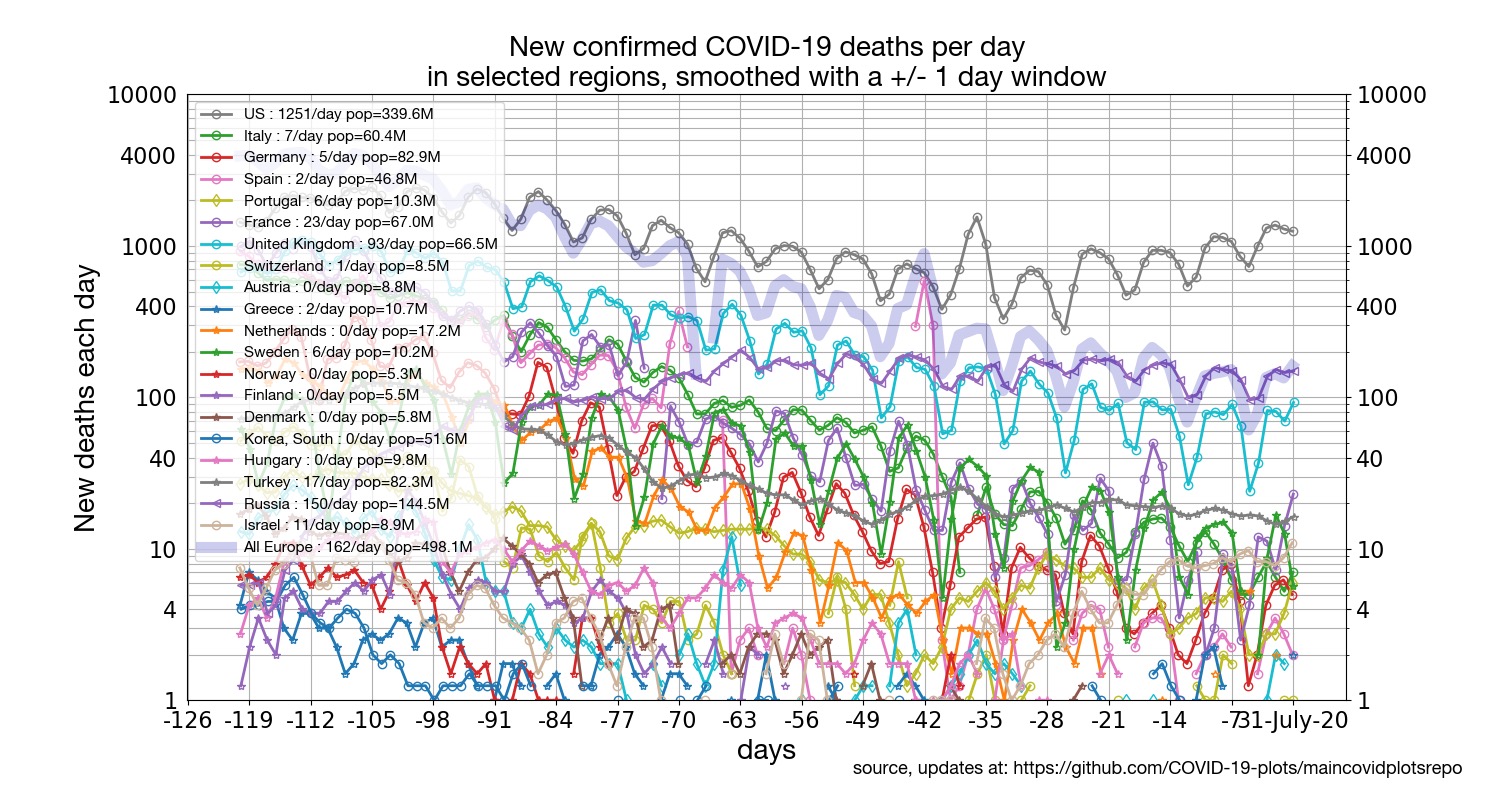 New confirmed COVID-19 deaths per day
in selected regions, smoothed with a +/- 1 day window
10000
4000
1000
400
100
40
10
4
1
New deaths each day
US : 1251/day pop=339.6M
Italy : 7/day pop=60.4M
Germany : 5/day pop=82.9M
Spain : 2/day pop=46.8M
Portugal : 6/day pop=10.3M
France : 23/day pop=67.0M
United Kingdom : 93/day pop=66.5M
Switzerland : 1/day pop=8.5M
Austria : 0/day pop=8.8M
Greece : 2/day pop=10.7M
Netherlands : 0/day pop=17.2M
Sweden : 6/day pop=10.2M
Norway : 0/day pop=5.3M
Finland : 0/day pop=5.5M
Denmark : 0/day pop=5.8M
Korea, South : 0/day pop=51.6M
Hungary : 0/day pop=9.8M
Turkey : 17/day pop=82.3M
Russia : 150/day pop=144.5M
Israel : 11/day pop=8.9M
All Europe : 162/day pop=498.1M
10000
4000
1000
400
100
40
10
4
1
-126 -119 -112 -105 -98 -91 -84 -77 -70 -63 -56 -49 -42 -35 -28 -21 -14 -7 31-July-20
days
source, updates at: https://github.com/COVID-19-plots/maincovidplotsrepo